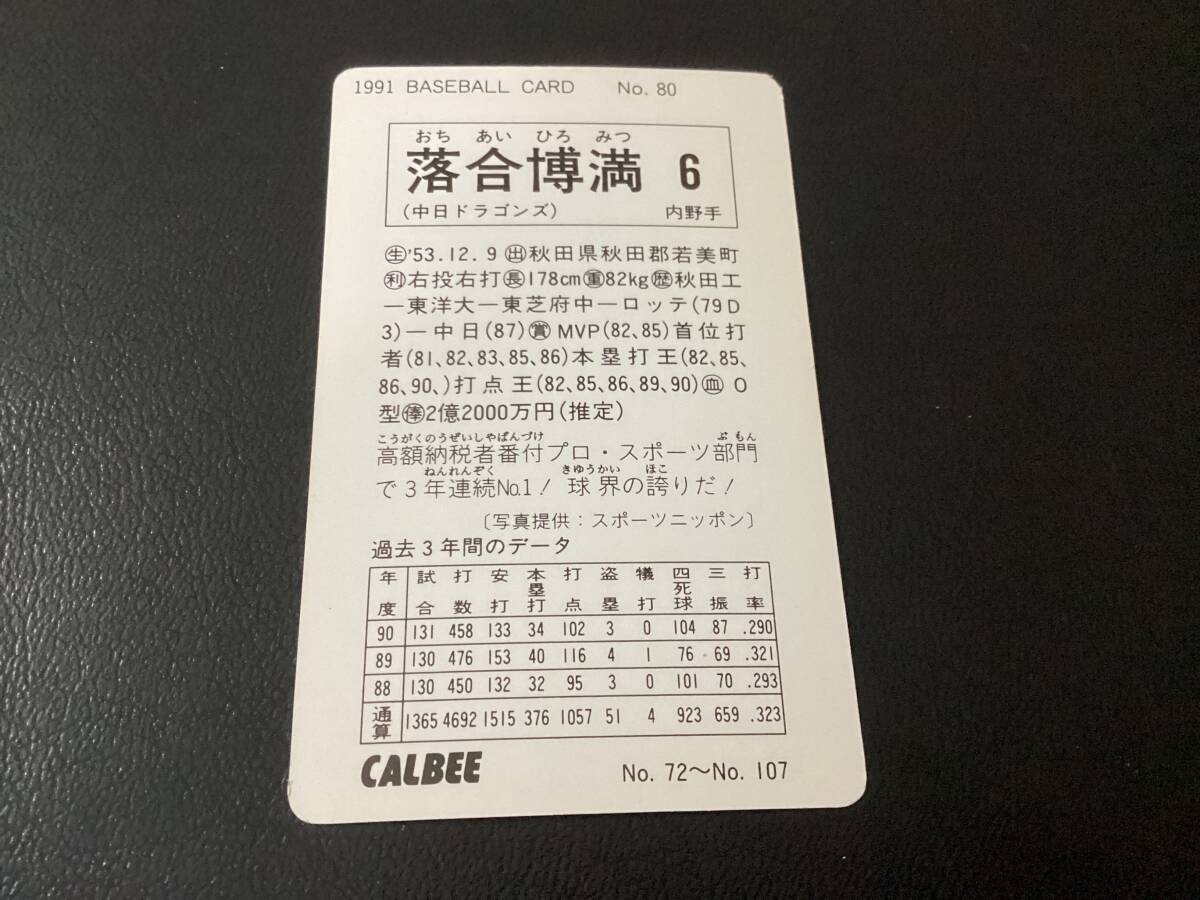 1991 BASEBALL CARD No. 80
おち あい ひろ みつ
落合博満 6
(中日ドラゴンズ) 内野手
㊤'53.12.9㊦秋田県秋田郡若美町
㊒右投右打㊐178cm㊥82kg㊭秋田工
―東洋大―東芝府中―ロッテ(79D
3)―中日(87)㊩MVP(82、85)首位打
者(81、82、83、85、86)本塁打王(82、85、
86、90、)打点王(82、85、86、89、90)㊋O
型㊌2億2000万円(推定)
こうがくのうぜいしゃばんづけ ぶもん
高額納税者番付プロ・スポーツ部門
ねんれんぞく きゅうかい ほこ
で3年連続No.1! 球界の誇りだ!
〔写真提供:スポーツニッポン〕
過去3年間のデータ
年度 試合 打数 安打 本塁打 打点 盗塁 犠打 四死球 三振 打率
90 131 458 133 34 102 3 0 104 87 .290
89 130 476 153 40 116 4 1 76 69 .321
88 130 450 132 32 95 3 0 101 70 .293
通算 1365 4692 1515 376 1057 51 4 923 659 .323
CALBEE No. 72～No. 107